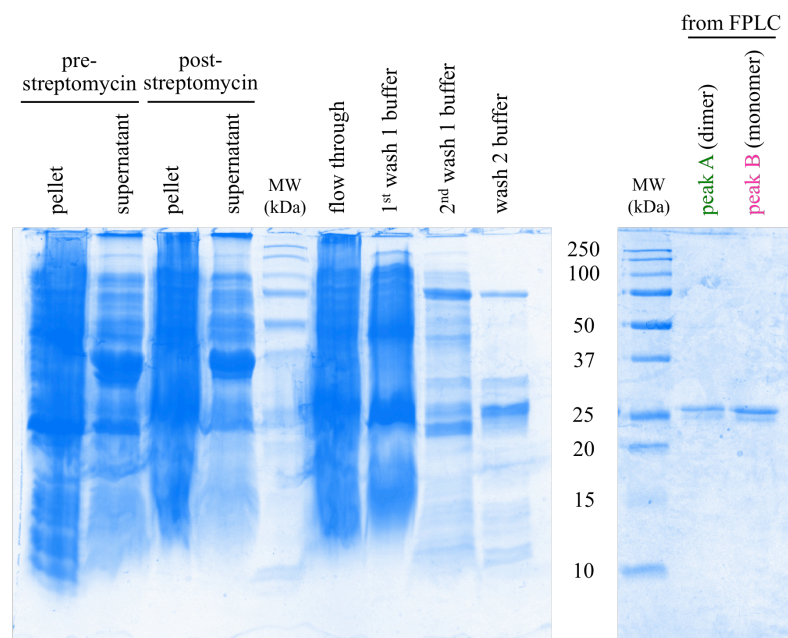 from FPLC
pre-
streptomycin
post-
streptomycin
pellet
supernatant
pellet
supernatant
MW
(kDa)
flow through
1st wash 1 buffer
2nd wash 1 buffer
wash 2 buffer
MW
(kDa)
peak A (dimer)
peak B (monomer)
250
100
50
37
25
20
15
10